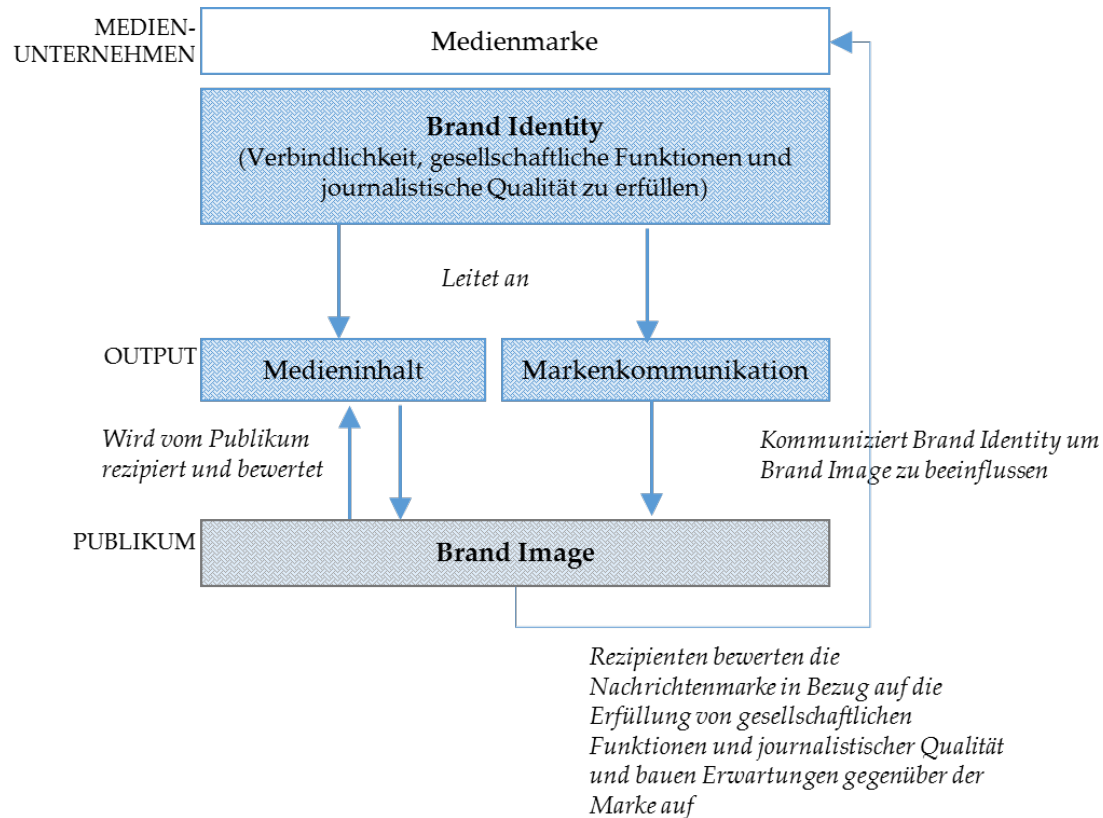 MEDIEN-
UNTERNEHMEN
Medienmarke
Brand Identity
(Verbindlichkeit, gesellschaftliche Funktionen und
journalistische Qualität zu erfüllen)
Leitet an
OUTPUT
Medieninhalt
Markenkommunikation
Wird vom Publikum
rezipiert und bewertet
Kommuniziert Brand Identity um
Brand Image zu beeinflussen
PUBLIKUM
Brand Image
Rezipienten bewerten die
Nachrichtenmarke in Bezug auf die
Erfüllung von gesellschaftlichen
Funktionen und journalistischer Qualität
und bauen Erwartungen gegenüber der
Marke auf